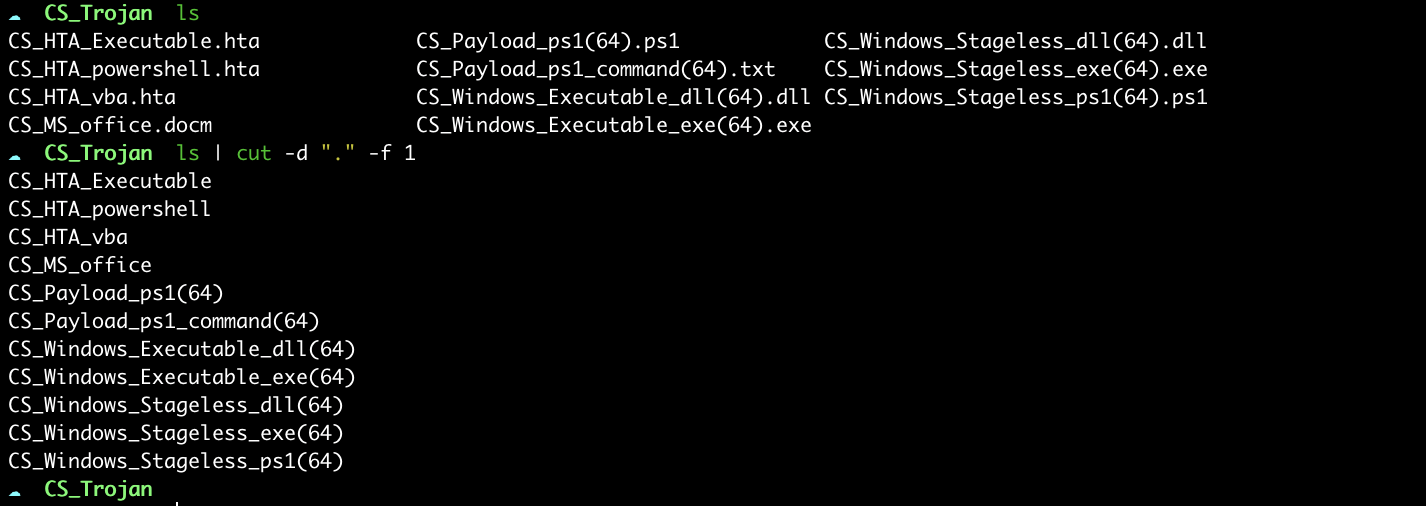 ☁ CS_Trojan ls
CS_HTA_Executable.hta CS_Payload_ps1(64).ps1 CS_Windows_Stageless_dll(64).dll
CS_HTA_powershell.hta CS_Payload_ps1_command(64).txt CS_Windows_Stageless_exe(64).exe
CS_HTA_vba.hta CS_Windows_Executable_dll(64).dll CS_Windows_Stageless_ps1(64).ps1
CS_MS_office.docm CS_Windows_Executable_exe(64).exe
☁ CS_Trojan ls | cut -d "." -f 1
CS_HTA_Executable
CS_HTA_powershell
CS_HTA_vba
CS_MS_office
CS_Payload_ps1(64)
CS_Payload_ps1_command(64)
CS_Windows_Executable_dll(64)
CS_Windows_Executable_exe(64)
CS_Windows_Stageless_dll(64)
CS_Windows_Stageless_exe(64)
CS_Windows_Stageless_ps1(64)
☁ CS_Trojan